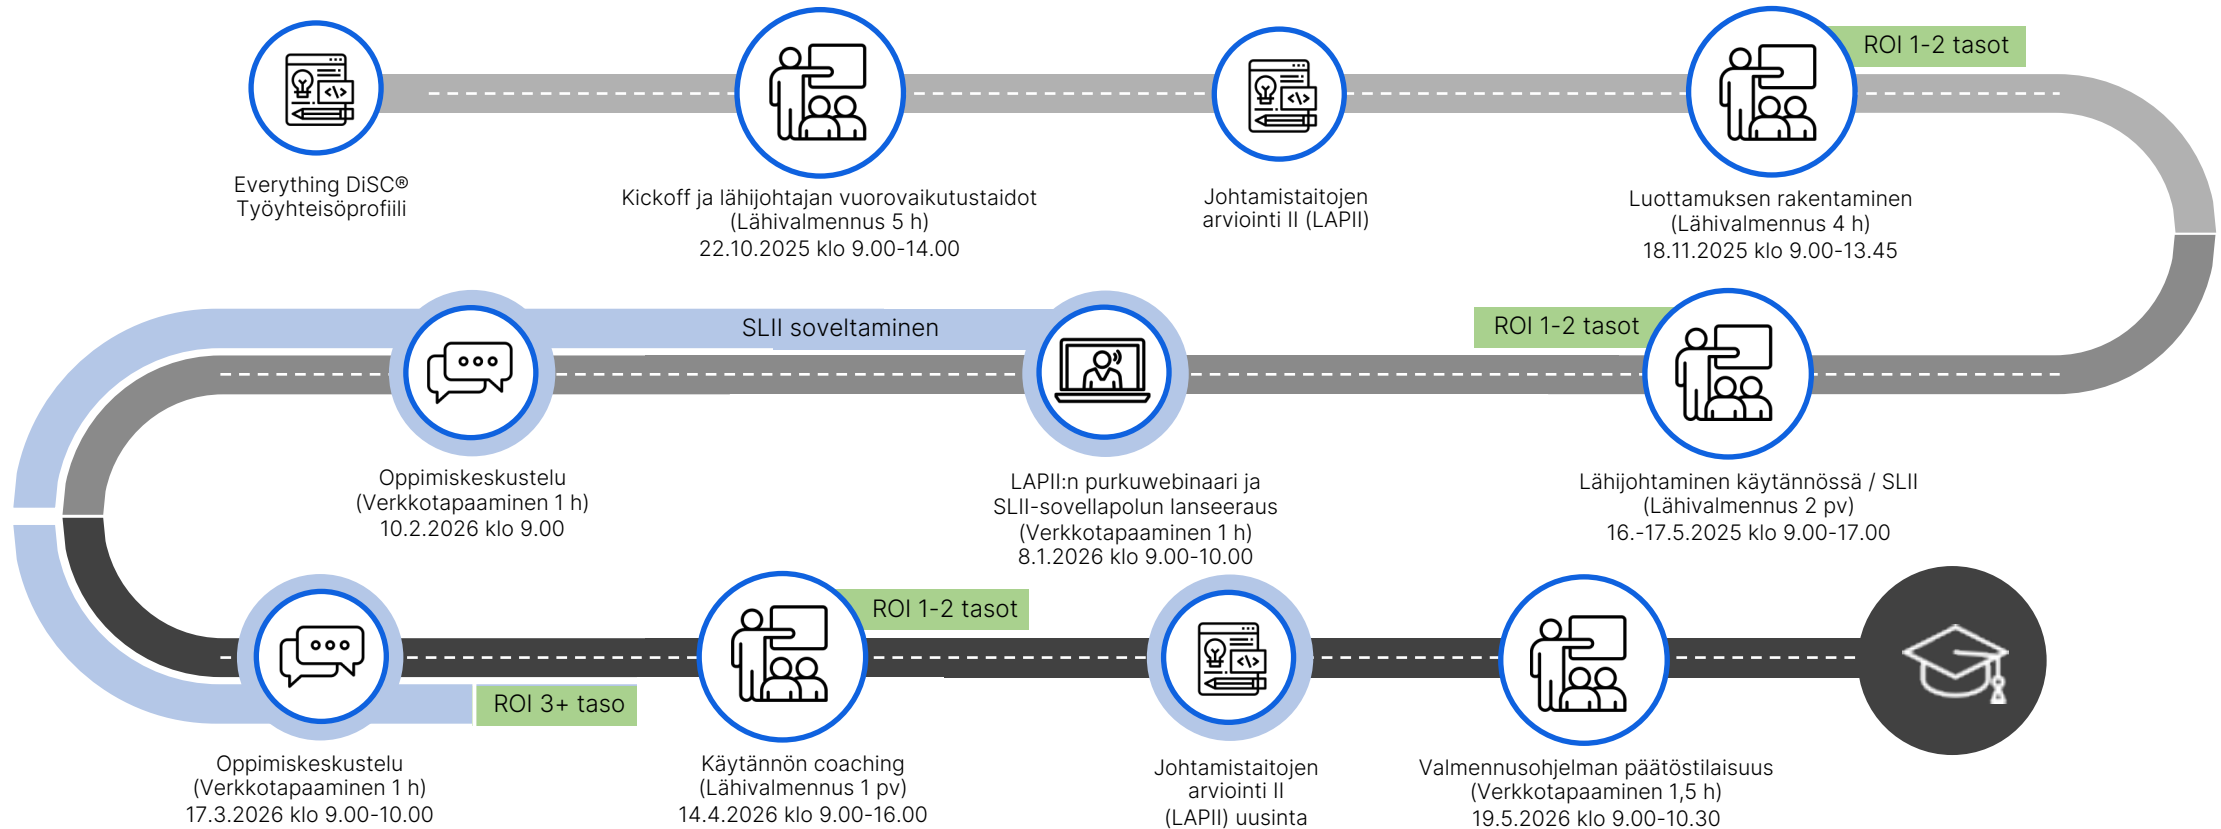 Everything DiSC®
Työyhteisöprofiili
Kickoff ja lähijohtajan vuorovaikutustaidot
(Lähivalmennus 5 h)
22.10.2025 klo 9.00-14.00
Johtamistaitojen
arviointi II (LAPII)
ROI 1-2 tasot
Luottamuksen rakentaminen
(Lähivalmennus 4 h)
18.11.2025 klo 9.00-13.45
ROI 1-2 tasot
Lähijohtaminen käytännössä / SLII
(Lähivalmennus 2 pv)
16.-17.5.2025 klo 9.00-17.00
SLII soveltaminen
LAPII:n purkuwebinaari ja
SLII-sovellapolun lanseeraus
(Verkkotapaaminen 1 h)
8.1.2026 klo 9.00-10.00
Oppimiskeskustelu
(Verkkotapaaminen 1 h)
10.2.2026 klo 9.00
Oppimiskeskustelu
(Verkkotapaaminen 1 h)
17.3.2026 klo 9.00-10.00
ROI 3+ taso
ROI 1-2 tasot
Käytännön coaching
(Lähivalmennus 1 pv)
14.4.2026 klo 9.00-16.00
Johtamistaitojen
arviointi II
(LAPII) uusinta
Valmennusohjelman päätöstilaisuus
(Verkkotapaaminen 1,5 h)
19.5.2026 klo 9.00-10.30